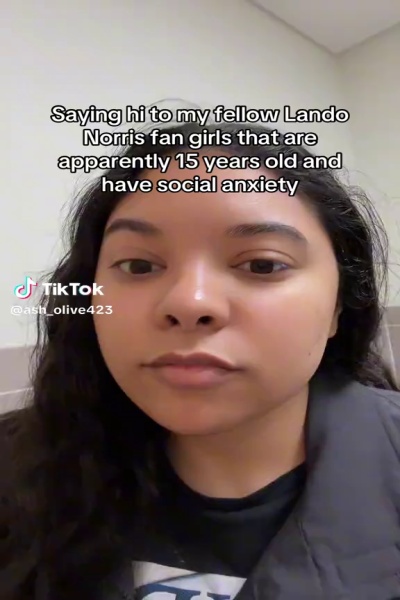 Saying hi to my fellow Lando
Norris fan girls that are
apparently 15 years old and
have social anxiety
TikTok
@ash_olive423